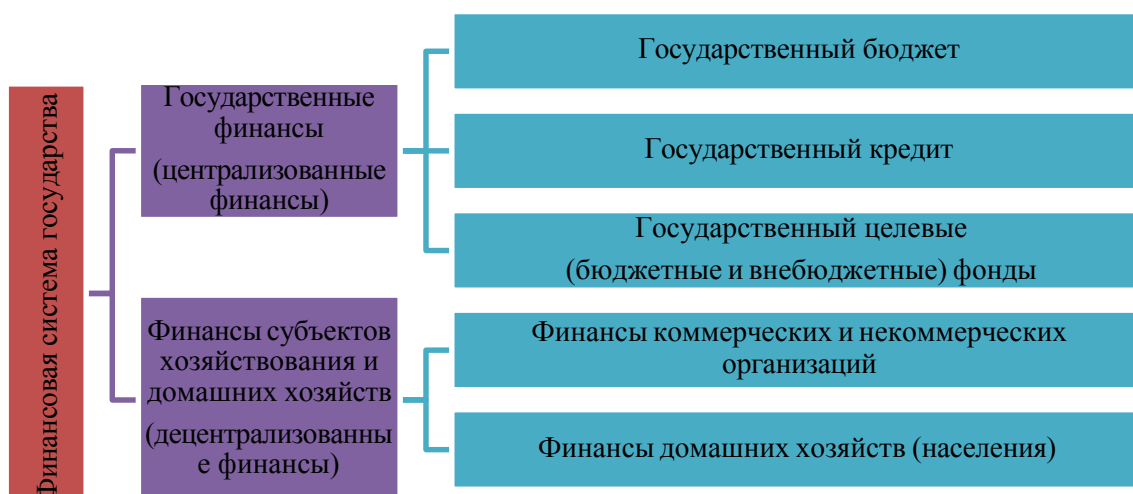 Финансовая система государства
Государственные
финансы
(централизованные
финансы)
Государственный бюджет
Государственный кредит
Государственный целевые
(бюджетные и внебюджетные) фонды
Финансы субъектов
хозяйствования и
домашних хозяйств
(децентрализованны
е финансы)
Финансы коммерческих и некоммерческих
организаций
Финансы домашних хозяйств (населения)